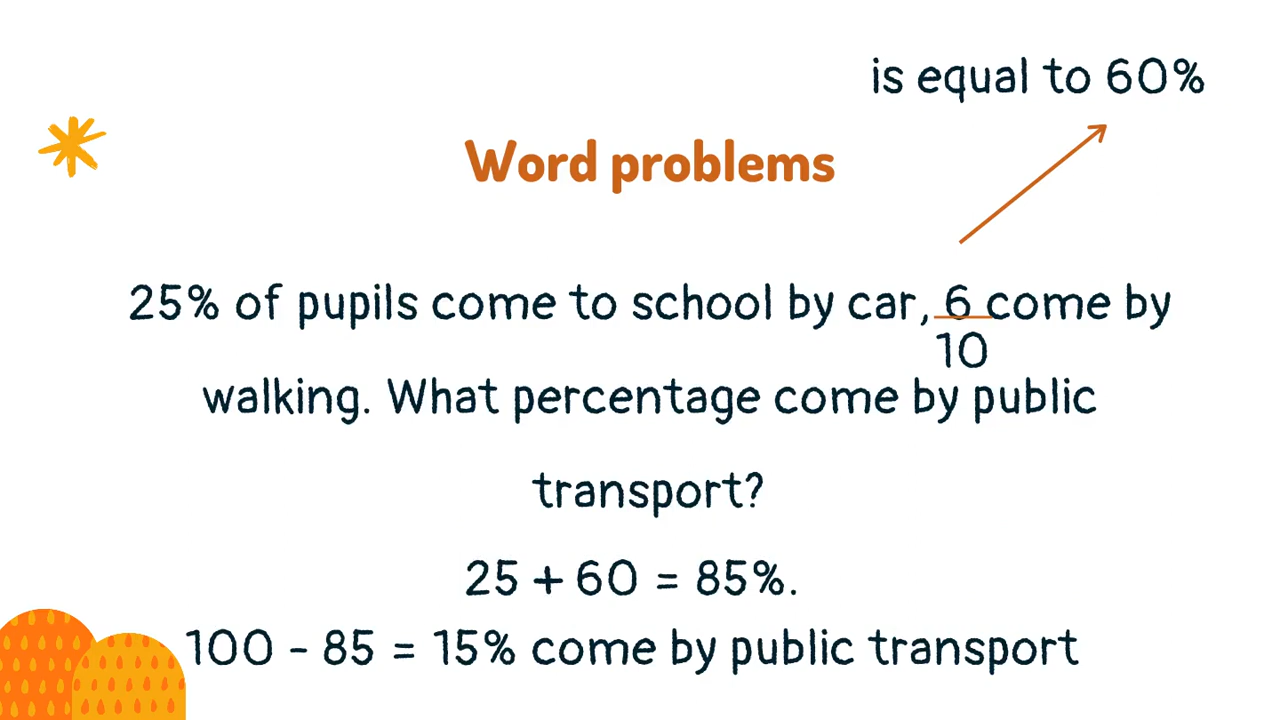 is equal to 60%
Word problems
25% of pupils come to school by car, 6 come by
10
walking. What percentage come by public
transport?
25 + 60 = 85%.
100 - 85 = 15% come by public transport